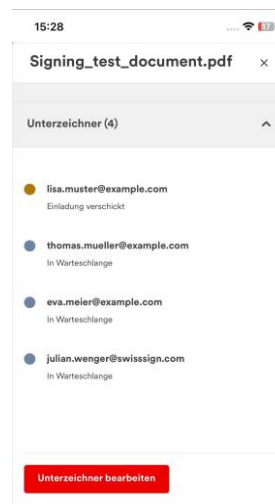 15:28
37
Signing_test_document.pdf
Unterzeichner (4)
lisa.muster@example.com
Einladung verschickt
thomas.mueller@example.com
In Warteschlange
eva.meier@example.com
In Warteschlange
julian.wenger@swisssign.com
In Warteschlange
Unterzeichner bearbeiten